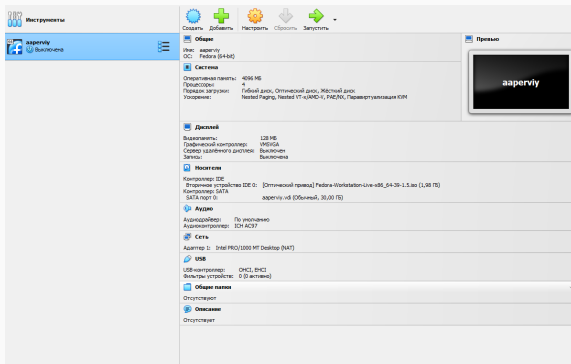 Инструменты
Создать Добавить Настроить Сбросить Запустить
aaperviy
Выключена
Общие
Имя: aaperviy
ОС: Fedora (64-bit)
Превью
aaperviy
Система
Оперативная память: 4096 МБ
Процессоры: 4
Порядок загрузки: Гибкий диск, Оптический диск, Жёсткий диск
Ускорение: Nested Paging, Nested VT-x/AMD-V, PAE/NX, Паравиртуализация KVM
Дисплей
Видеопамять: 128 МБ
Графический контроллер: VMSVGA
Сервер удалённого дисплея: Выключен
Запись: Выключена
Носители
Контроллер: IDE
Вторичное устройство IDE 0: [Оптический привод] Fedora-Workstation-Live-x86_64-39-1.5.iso (1,98 ГБ)
Контроллер: SATA
SATA порт 0: aaperviy.vdi (Обычный, 30,00 ГБ)
Аудио
Аудиодрайвер: По умолчанию
Аудиоконтроллер: ICH AC97
Сеть
Адаптер 1: Intel PRO/1000 MT Desktop (NAT)
USB
USB-контроллер: OHCI, EHCI
Фильтры устройств: 0 (0 активно)
Общие папки
Отсутствуют
Описание
Отсутствует